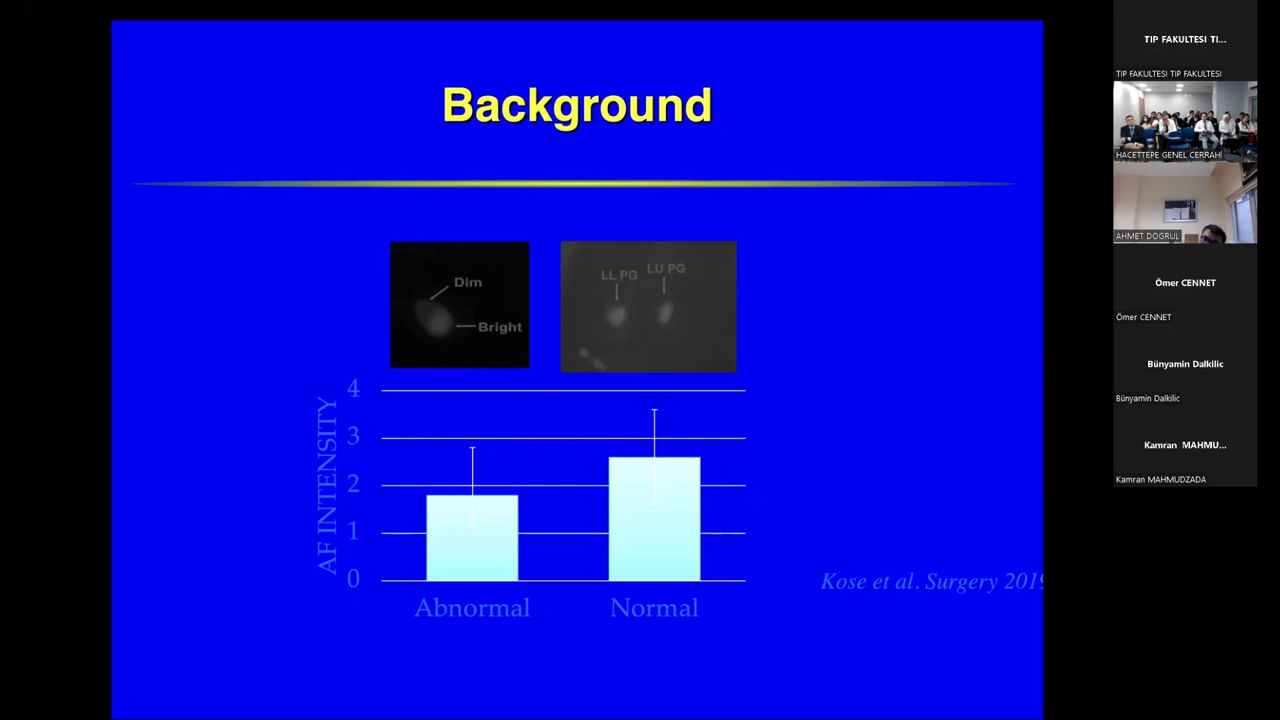 Background
Dim
Bright
LL PG
LU PG
AF INTENSITY
4
3
2
1
0
Abnormal
Normal
Kose et al. Surgery 2019
TIP FAKULTESI TI...
TIP FAKULTESI TIP FAKULTESI
HACETTEPE GENEL CERRAHİ
AHMET DOGRUL
Ömer CENNET
Ömer CENNET
Bünyamin Dalkilic
Bünyamin Dalkilic
Kamran MAHMU...
Kamran MAHMUDZADA